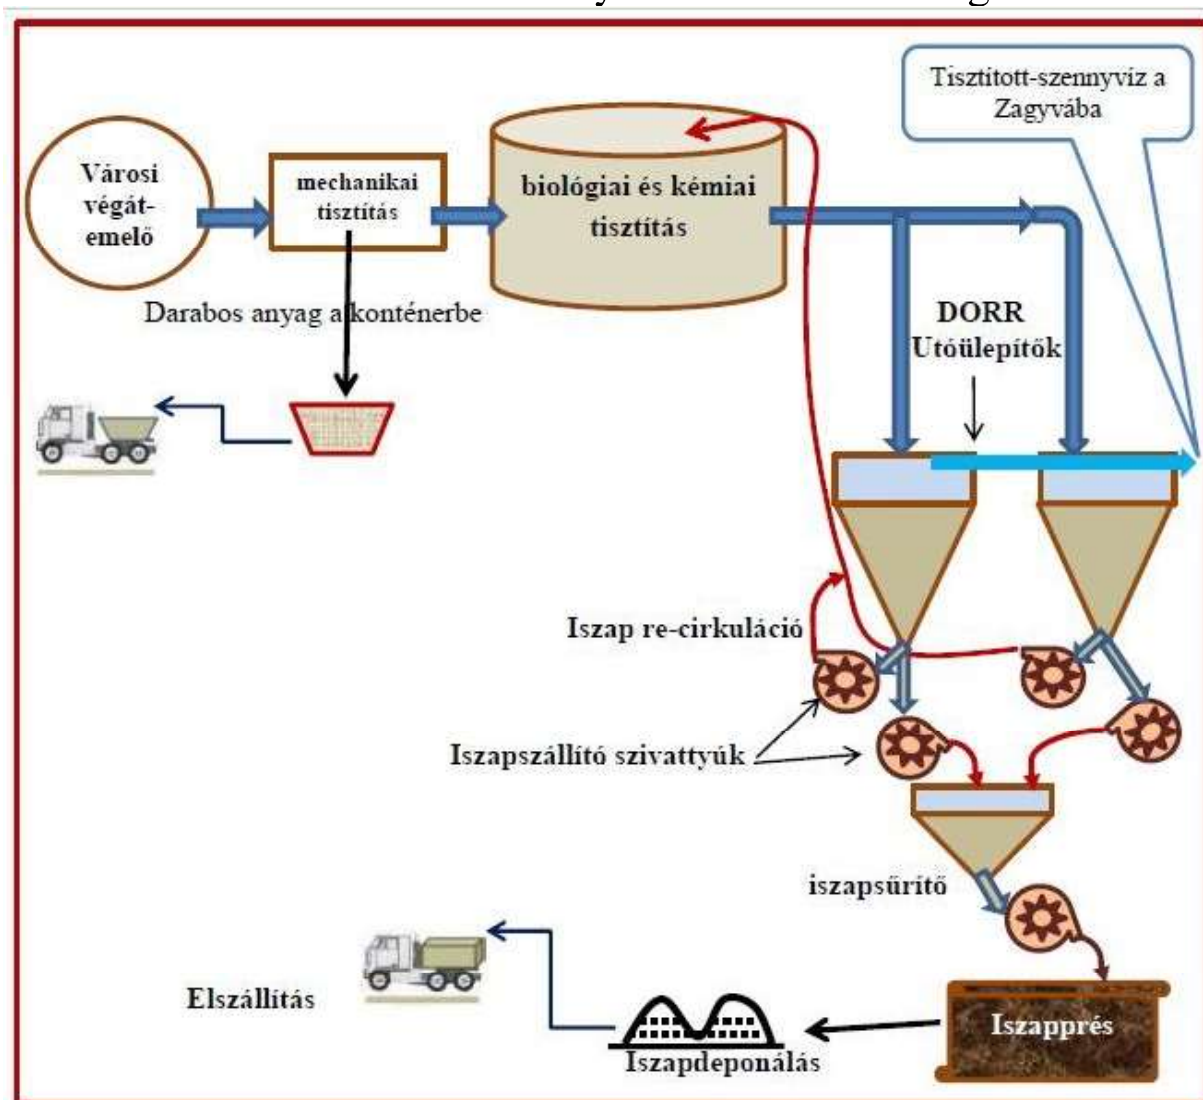 Tisztított-szennyvíz a
Zagyvába
Városi
végát-
emelő
mechanikai
tisztítás
biológiai és kémiai
tisztítás
Darabos anyag a konténerbe
DORR
Utóülepítők
Iszap re-cirkuláció
Iszapszállító szivattyúk
iszapsűrítő
Elszállítás
Iszapprés
Iszapdeponálás